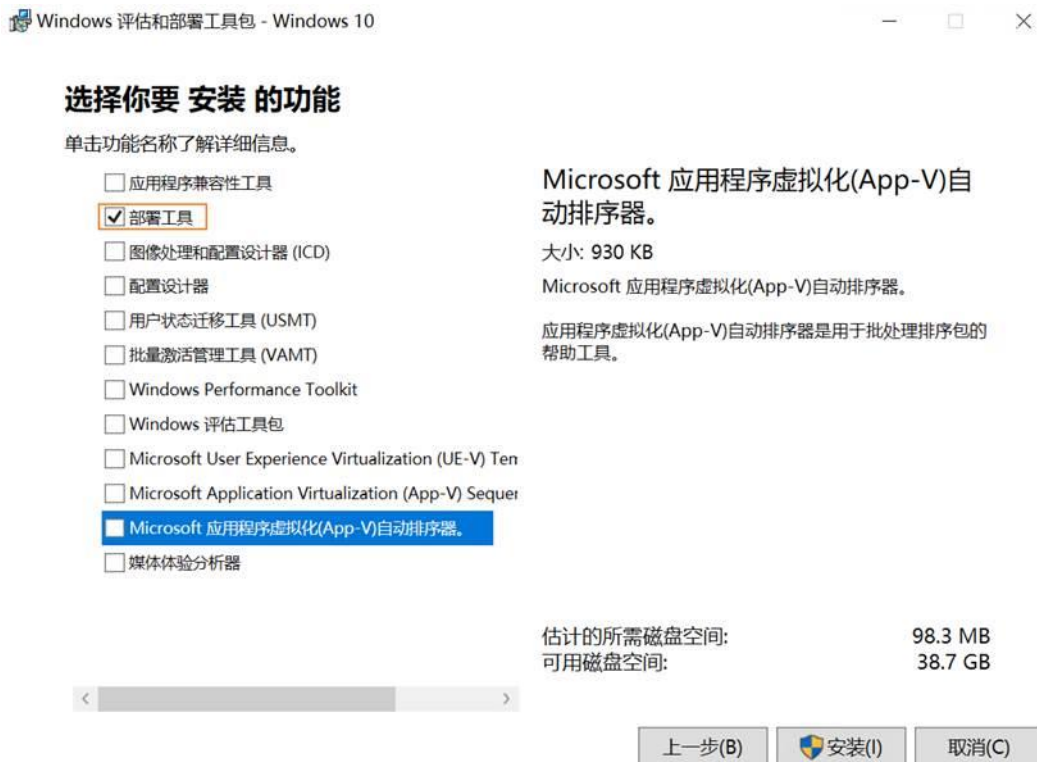 Windows 评估和部署工具包 - Windows 10
选择你要 安装 的功能
单击功能名称了解详细信息。
应用程序兼容性工具
部署工具
图像处理和配置设计器 (ICD)
配置设计器
用户状态迁移工具 (USMT)
批量激活管理工具 (VAMT)
Windows Performance Toolkit
Windows 评估工具包
Microsoft User Experience Virtualization (UE-V) Tem
Microsoft Application Virtualization (App-V) Sequen
Microsoft 应用程序虚拟化(App-V)自动排序器。
媒体体验分析器
Microsoft 应用程序虚拟化(App-V)自
动排序器。
大小: 930 KB
Microsoft 应用程序虚拟化(App-V)自动排序器。
应用程序虚拟化(App-V)自动排序器是用于批处理排序包的
帮助工具。
估计的所需磁盘空间: 98.3 MB
可用磁盘空间: 38.7 GB
上一步(B) 安装(I) 取消(C)